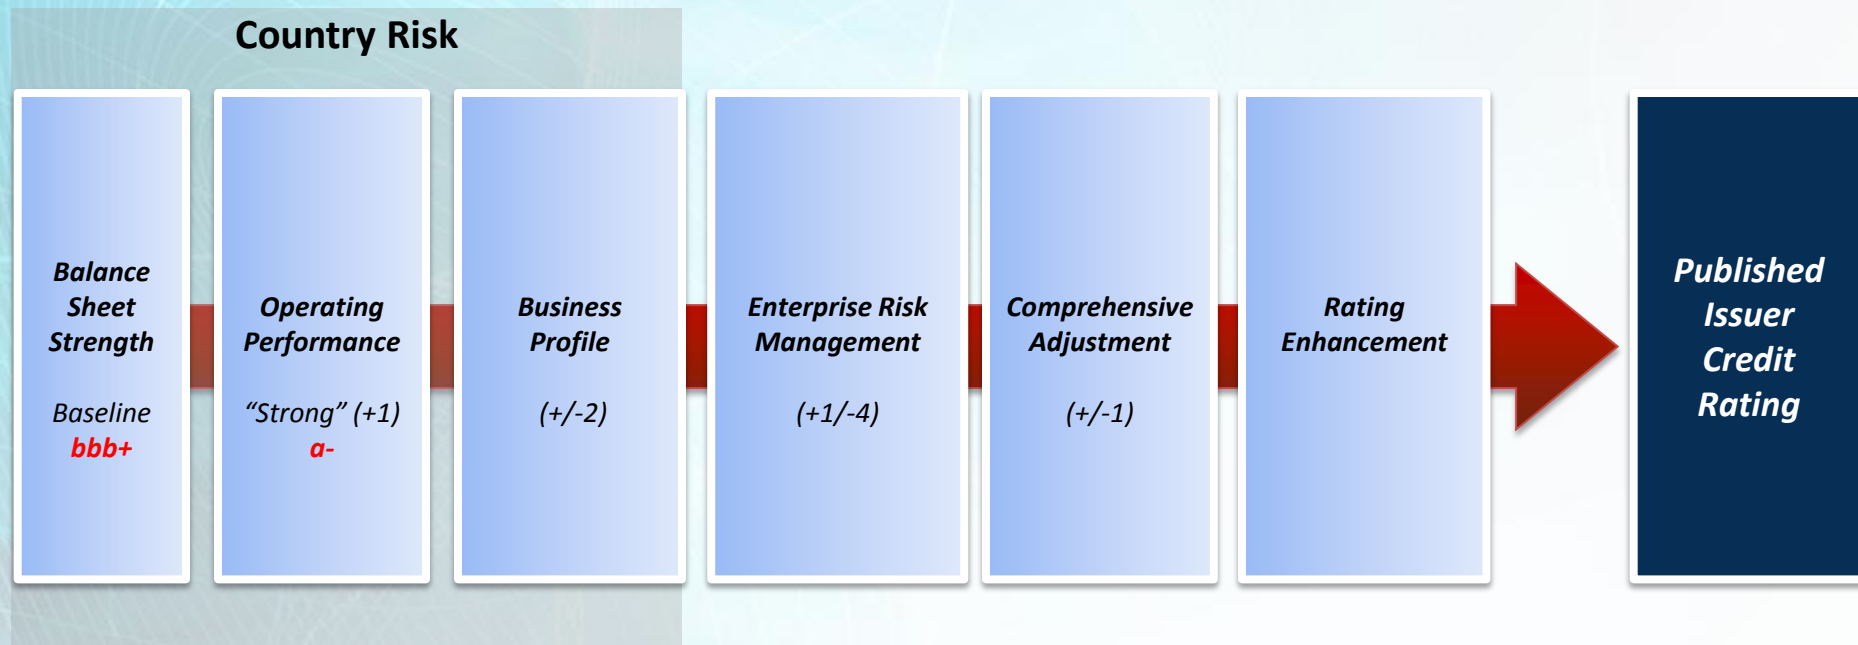 Country Risk
Balance
Sheet
Strength
Baseline
bbb+
Operating
Performance
“Strong” (+1)
a-
Business
Profile
(+/-2)
Enterprise Risk
Management
(+1/-4)
Comprehensive
Adjustment
(+/-1)
Rating
Enhancement
Published
Issuer
Credit
Rating